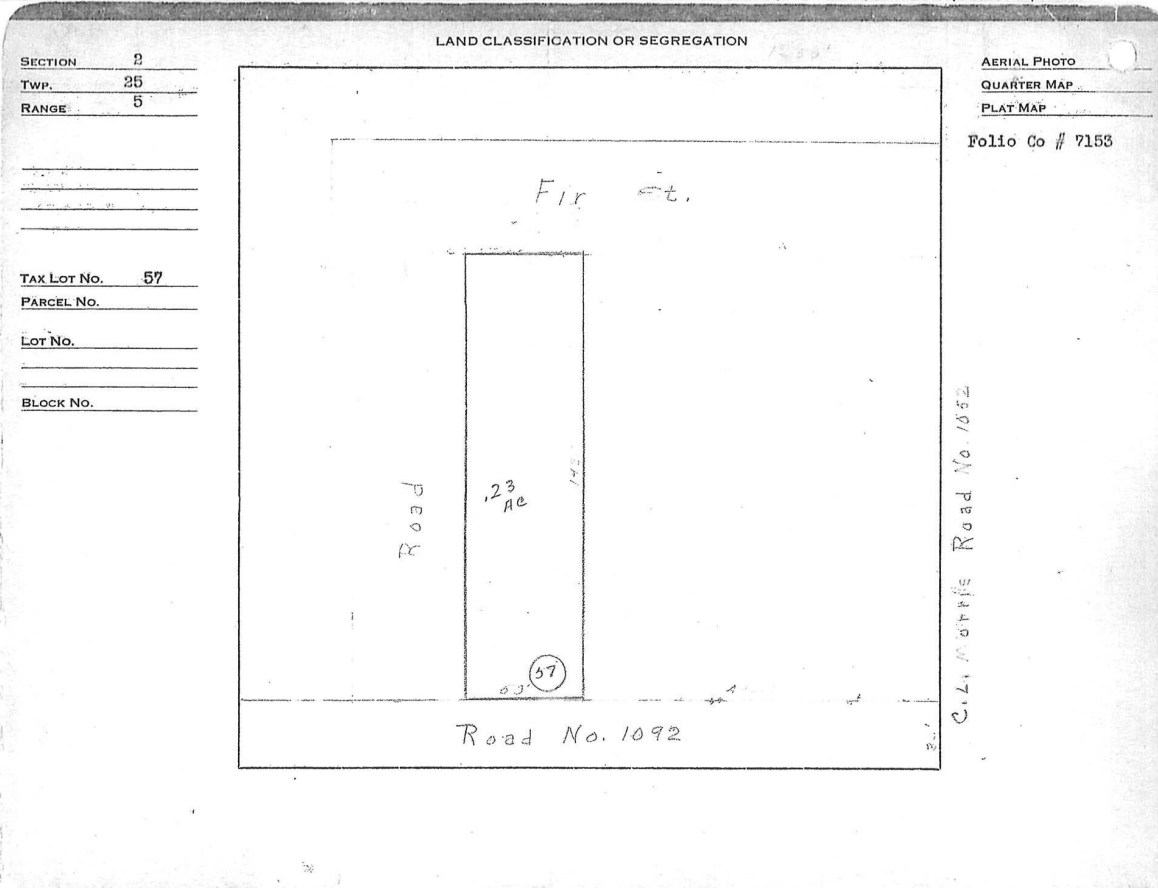 LAND CLASSIFICATION OR SEGREGATION
SECTION 2
TWP. 25
RANGE 5
AERIAL PHOTO
QUARTER MAP
PLAT MAP
Folio Co # 7153
TAX LOT NO. 57
PARCEL NO.
LOT NO.
BLOCK NO.
Fir St.
Road
.23
AC
57
Road No. 1092
C.L. Morris Road No. 1052